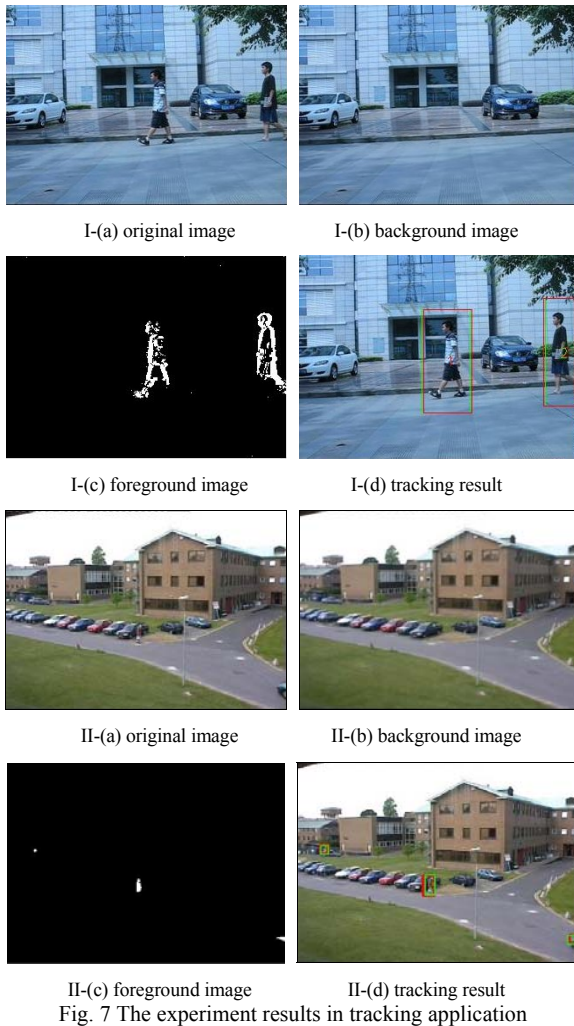 I-(a) original image
I-(b) background image
I-(c) foreground image
I-(d) tracking result
II-(a) original image
II-(b) background image
II-(c) foreground image
II-(d) tracking result
Fig. 7 The experiment results in tracking application